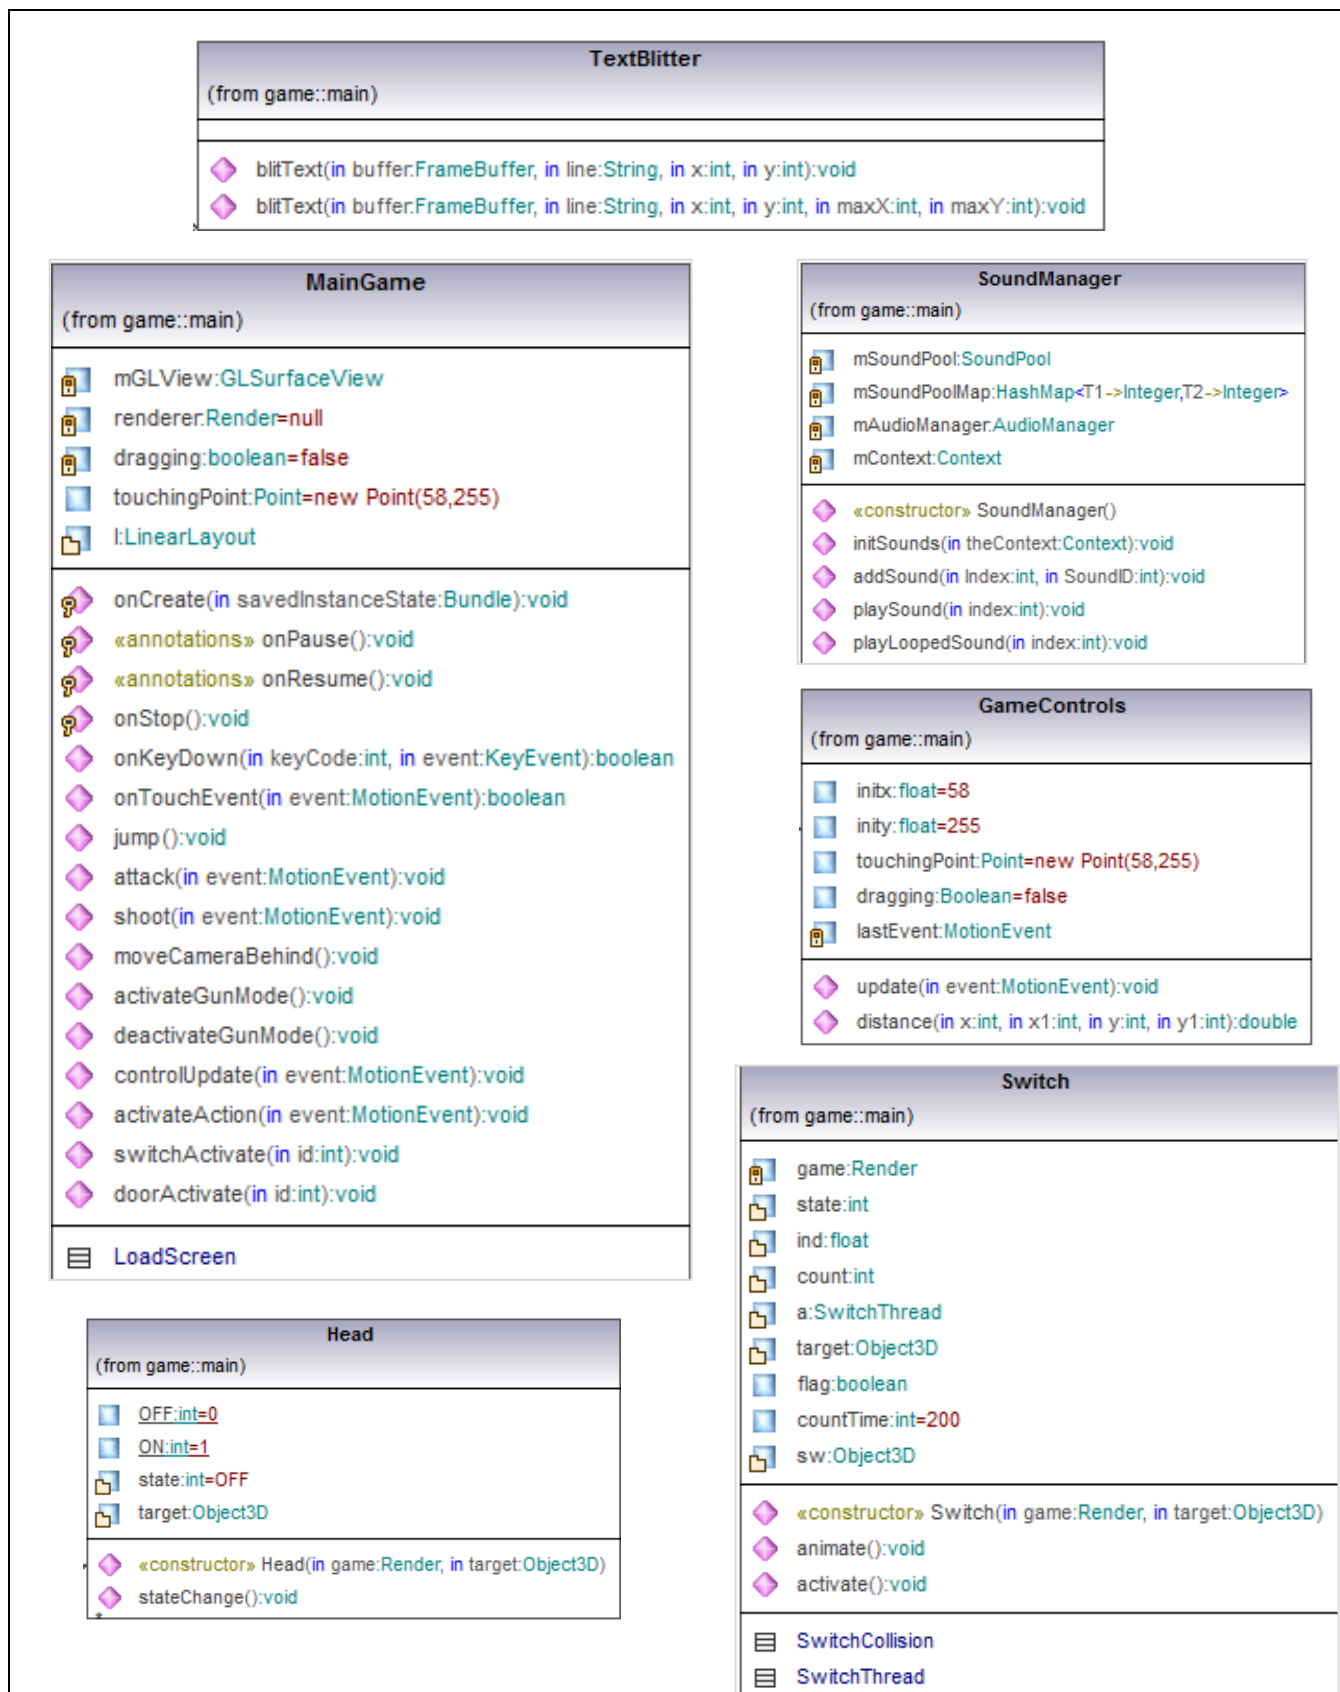 TextBlitter
(from game::main)
blitText(in buffer:FrameBuffer, in line:String, in x:int, in y:int):void
blitText(in buffer:FrameBuffer, in line:String, in x:int, in y:int, in maxX:int, in maxY:int):void
MainGame
(from game::main)
mGLView:GLSurfaceView
renderer:Render=null
dragging:boolean=false
touchingPoint:Point=new Point(58,255)
l:LinearLayout
onCreate(in savedInstanceState:Bundle):void
«annotations» onPause():void
«annotations» onResume():void
onStop():void
onKeyDown(in keyCode:int, in event:KeyEvent):boolean
onTouchEvent(in event:MotionEvent):boolean
jump():void
attack(in event:MotionEvent):void
shoot(in event:MotionEvent):void
moveCameraBehind():void
activateGunMode():void
deactivateGunMode():void
controlUpdate(in event:MotionEvent):void
activateAction(in event:MotionEvent):void
switchActivate(in id:int):void
doorActivate(in id:int):void
LoadScreen
SoundManager
(from game::main)
mSoundPool:SoundPool
mSoundPoolMap:HashMap<T1->Integer,T2->Integer>
mAudioManager:AudioManager
mContext:Context
«constructor» SoundManager()
initSounds(in theContext:Context):void
addSound(in Index:int, in SoundID:int):void
playSound(in index:int):void
playLoopedSound(in index:int):void
GameControls
(from game::main)
initx:float=58
inity:float=255
touchingPoint:Point=new Point(58,255)
dragging:Boolean=false
lastEvent:MotionEvent
update(in event:MotionEvent):void
distance(in x:int, in x1:int, in y:int, in y1:int):double
Head
(from game::main)
OFF:int=0
ON:int=1
state:int=OFF
target:Object3D
«constructor» Head(in game:Render, in target:Object3D)
stateChange():void
Switch
(from game::main)
game:Render
state:int
ind:float
count:int
a:SwitchThread
target:Object3D
flag:boolean
countTime:int=200
sw:Object3D
«constructor» Switch(in game:Render, in target:Object3D)
animate():void
activate():void
SwitchCollision
SwitchThread